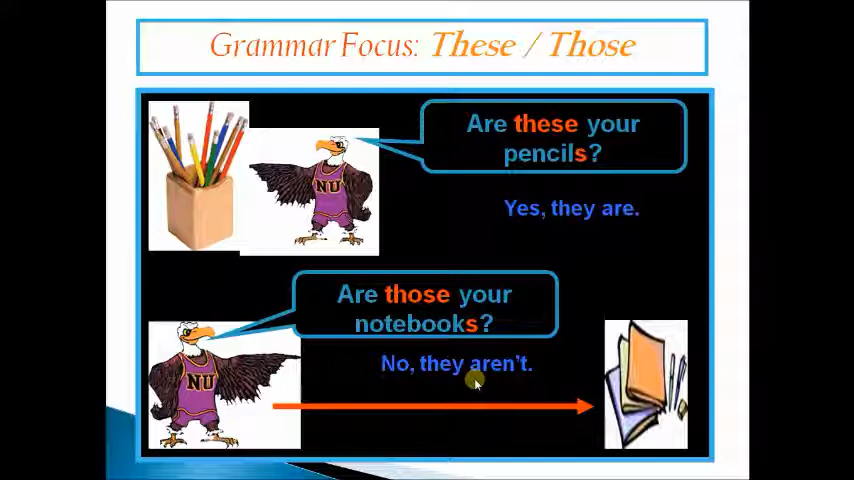 Grammar Focus: These / Those
Are these your
pencils?
NU
Yes, they are.
Are those your
notebooks?
NU
No, they aren't.